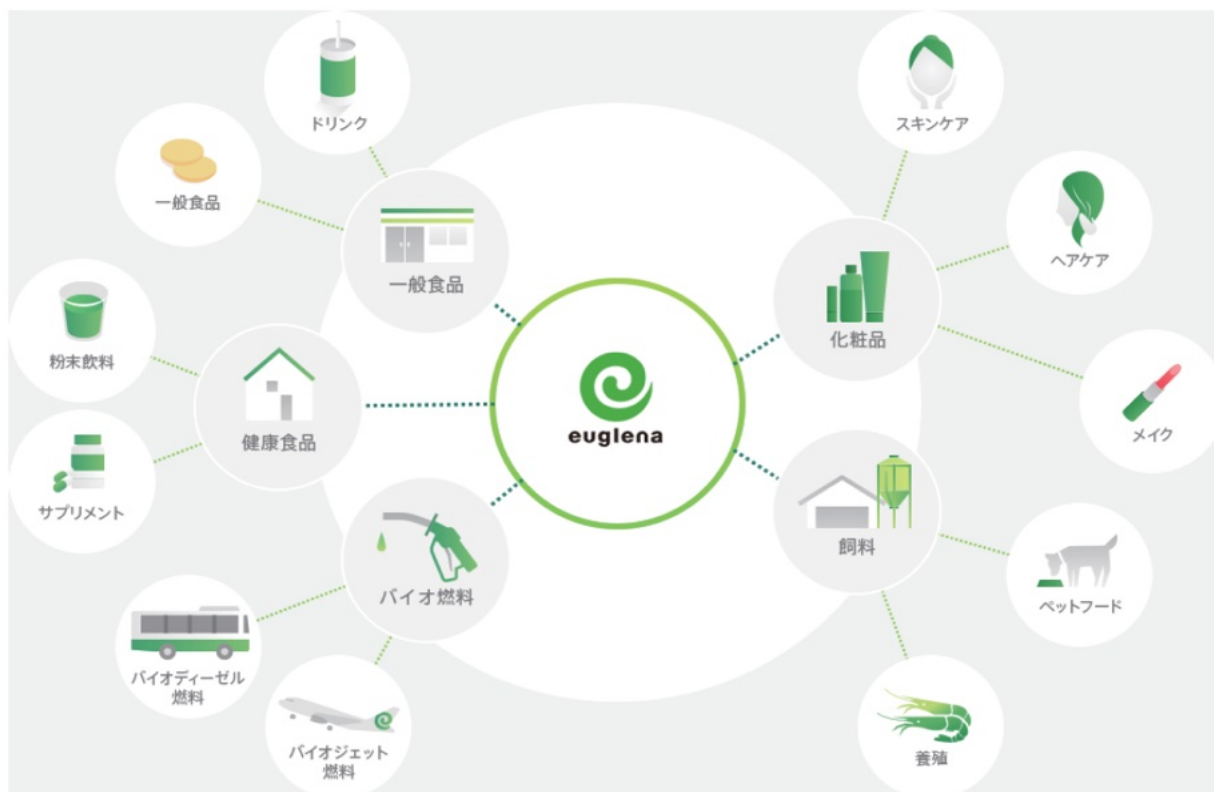 ドリンク
一般食品
一般食品
粉末飲料
健康食品
サプリメント
バイオ燃料
バイオディーゼル
燃料
バイオジェット
燃料
euglena
スキンケア
ヘアケア
化粧品
メイク
飼料
ペットフード
養殖